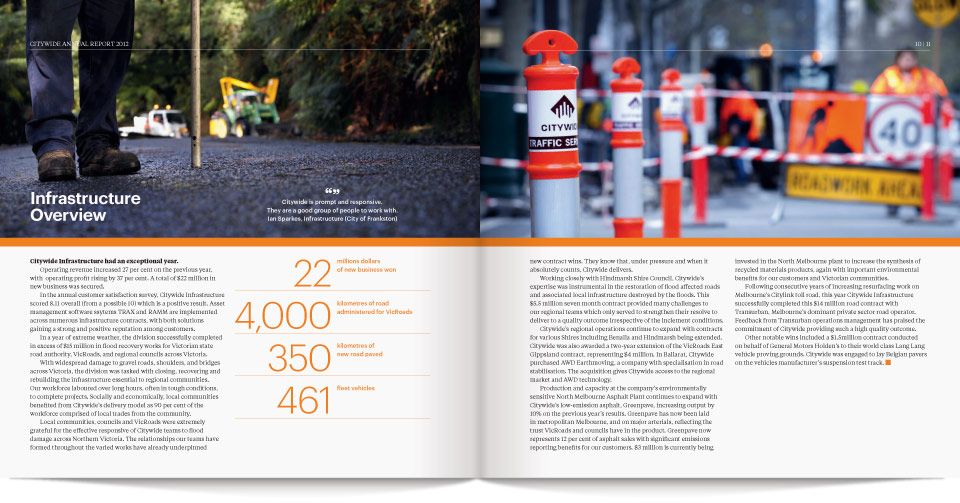 CITYWIDE ANNUAL REPORT 2012
10 | 11
Infrastructure
Overview
“”
Citywide is prompt and responsive.
They are a good group of people to work with.
Ian Sparkes, Infrastructure (City of Frankston)
CITYWIDE
TRAFFIC SERV
40
ROADWORK AHEAD
Citywide Infrastructure had an exceptional year.
Operating revenue increased 27 per cent on the previous year,
with operating profit rising by 37 per cent. A total of $22 million in
new business was secured.
In the annual customer satisfaction survey, Citywide Infrastructure
scored 8.11 overall (from a possible 10) which is a positive result. Asset
management software systems TRAX and RAMM are implemented
across numerous infrastructure contracts, with both solutions
gaining a strong and positive reputation among customers.
In a year of extreme weather, the division successfully completed
in excess of $15 million in flood recovery works for Victorian state
road authority, VicRoads, and regional councils across Victoria.
With widespread damage to gravel roads, shoulders, and bridges
across Victoria, the division was tasked with closing, recovering and
rebuilding the infrastructure essential to regional communities.
Our workforce laboured over long hours, often in tough conditions,
to complete projects. Socially and economically, local communities
benefited from Citywide's delivery model as 90 per cent of the
workforce comprised of local trades from the community.
Local communities, councils and VicRoads were extremely
grateful for the effective responsive of Citywide teams to flood
damage across Northern Victoria. The relationships our teams have
formed throughout the varied works have already underpinned
22
millions dollars
of new business won
4,000
kilometres of road
administered for VicRoads
350
kilometres of
new road paved
461
fleet vehicles
new contract wins. They know that, under pressure and when it
absolutely counts, Citywide delivers.
Working closely with Hindmarsh Shire Council, Citywide's
expertise was instrumental in the restoration of flood affected roads
and associated local infrastructure destroyed by the floods. This
$5.5 million seven month contract provided many challenges to
our regional teams which only served to strengthen their resolve to
deliver to a quality outcome irrespective of the inclement conditions.
Citywide's regional operations continue to expand with contracts
for various Shires including Benalla and Hindmarsh being extended.
Citywide was also awarded a two-year extension of the VicRoads East
Gippsland contract, representing $4 million. In Ballarat, Citywide
purchased AWD Earthmoving, a company with specialisation in road
stabilisation. The acquisition gives Citywide access to the regional
market and AWD technology.
Production and capacity at the company's environmentally
sensitive North Melbourne Asphalt Plant continues to expand with
Citywide's low-emission asphalt, Greenpave, increasing output by
10% on the previous year's results. Greenpave has now been laid
in metropolitan Melbourne, and on major arterials, reflecting the
trust VicRoads and councils have in the product. Greenpave now
represents 12 per cent of asphalt sales with significant emissions
reporting benefits for our customers. $3 million is currently being
invested in the North Melbourne plant to increase the synthesis of
recycled materials products, again with important environmental
benefits for our customers and Victorian communities.
Following consecutive years of increasing resurfacing work on
Melbourne's CityLink toll road, this year Citywide Infrastructure
successfully completed this $14 million road contract with
Transurban, Melbourne's dominant private sector road operator.
Feedback from Transurban operations management has praised the
commitment of Citywide providing such a high quality outcome.
Other notable wins included a $1.5million contract conducted
on behalf of General Motors Holden's to their world class Lang Lang
vehicle proving grounds. Citywide was engaged to lay Belgian pavers
on the vehicles manufacturer's suspension test track.